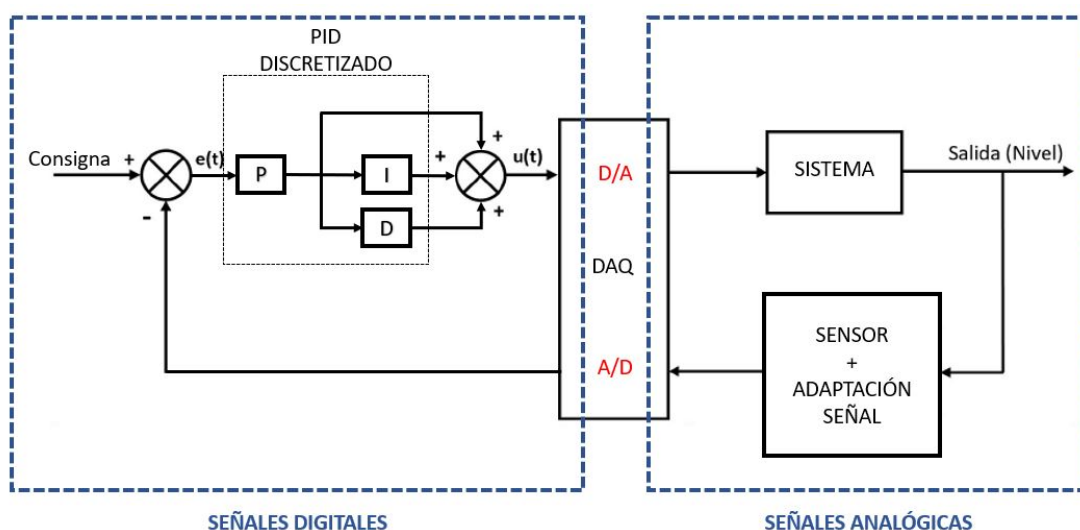 PID
DISCRETIZADO
Consigna
+
-
e(t)
P
I
D
+
+
+
u(t)
D/A
DAQ
A/D
SISTEMA
Salida (Nivel)
SENSOR
+
ADAPTACIÓN
SEÑAL
SEÑALES DIGITALES
SEÑALES ANALÓGICAS